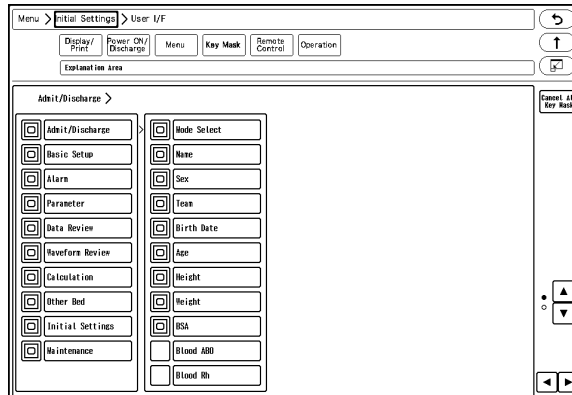 Menu > Initial Settings > User I/F
Display/ Print
Power ON/ Discharge
Menu
Key Mask
Remote Control
Operation
Explanation Area
Admit/Discharge >
Cancel Al
Key Mask
Admit/Discharge > Mode Select
Basic Setup Name
Alarm Sex
Parameter Team
Data Review Birth Date
Waveform Review Age
Calculation Height
Other Bed Weight
Initial Settings BSA
Maintenance Blood ABO
Blood Rh